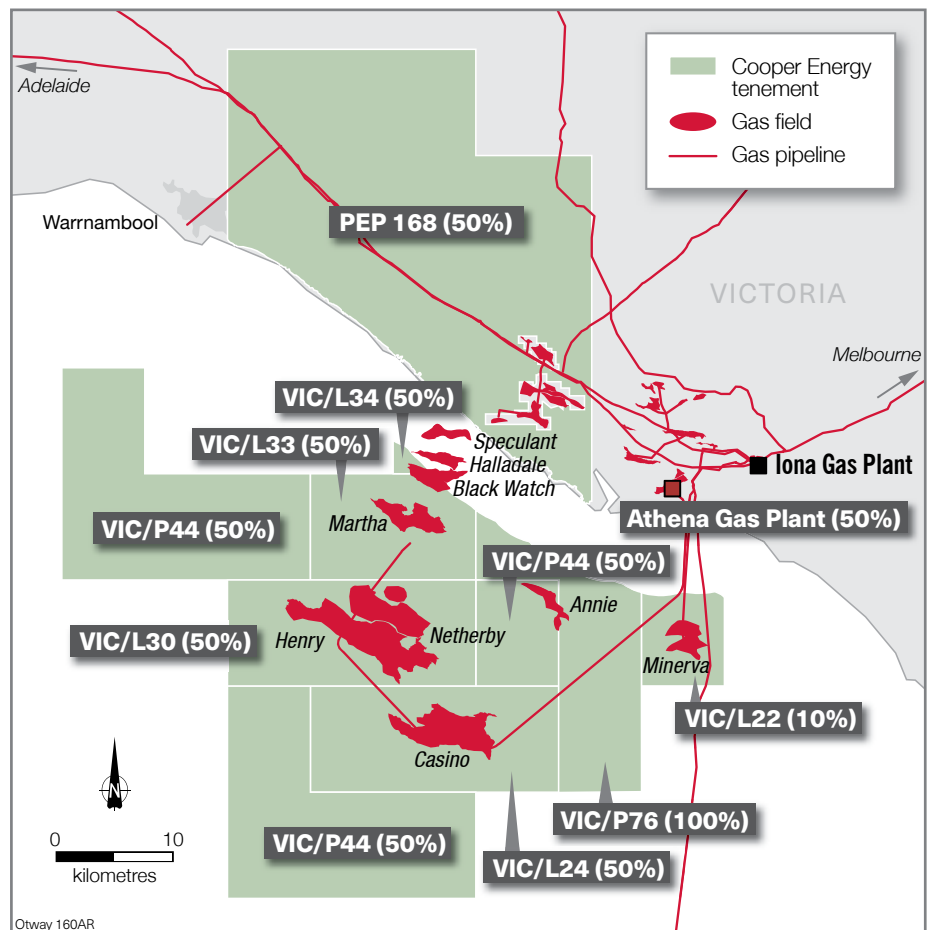 Adelaide
Cooper Energy
tenement
Gas field
Gas pipeline
Warrnambool
PEP 168 (50%)
VICTORIA
Melbourne
VIC/L34 (50%)
VIC/L33 (50%)
Speculant
Halladale
Black Watch
Iona Gas Plant
Martha
Athena Gas Plant (50%)
VIC/P44 (50%)
VIC/P44 (50%)
Annie
VIC/L30 (50%)
Henry
Netherby
Minerva
VIC/L22 (10%)
Casino
N
VIC/P76 (100%)
0 10
kilometres
VIC/P44 (50%)
VIC/L24 (50%)
Otway 160AR